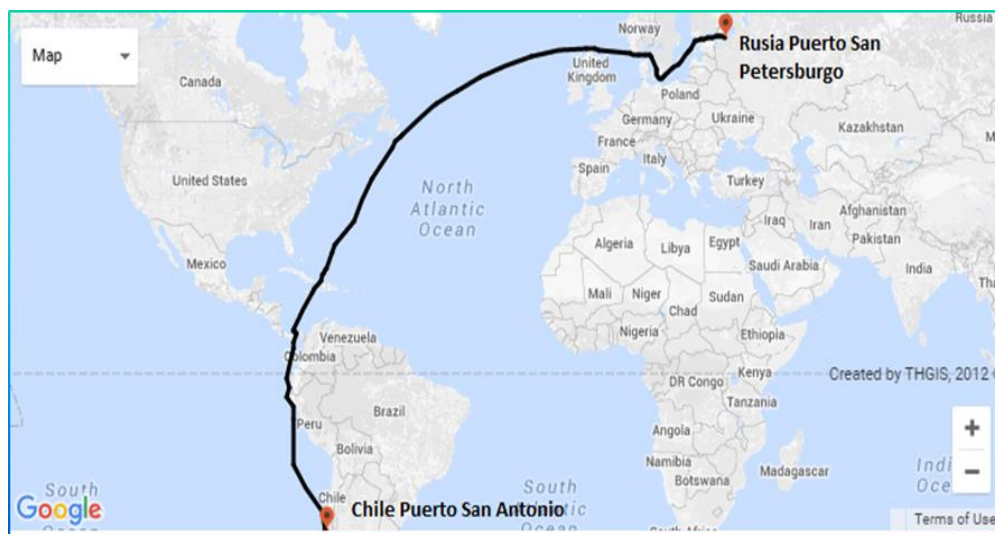 Map
Norway
Russia
Rusia Puerto San
Petersburgo
Canada
United
Kingdom
Poland
Germany
Ukraine
Kazakhstan
France
Italy
Spain
Turkey
United States
North
Atlantic
Ocean
Afghanistan
Iraq
Iran
Pakistan
Algeria
Libya
Egypt
Saudi Arabia
Mexico
India
Mali
Niger
Chad
Sudan
Nigeria
Ethiopia
Venezuela
Colombia
Kenya
DR Congo
Created by THGIS, 2012
Tanzania
Brazil
Peru
Angola
Bolivia
Namibia
Madagascar
Botswana
South
Chile
South
Google
Chile Puerto San Antonio
Atlantic
Ocean
Terms of Use